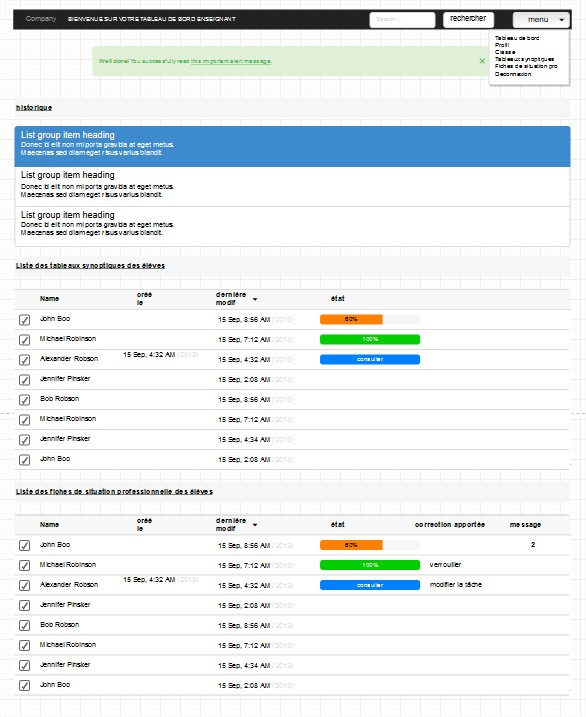 Company BIENVENUE SUR VOTRE TABLEAU DE BORD ENSEIGNANT Search... rechercher menu
Tableau de bord
Profil
Classe
Tableaux synoptiques
Fiches de situation pro
Deconnexion
Well done! You successfully read this important alert message. ×
historique
List group item heading
Donec id elit non mi porta gravida at eget metus.
Maecenas sed diam eget risus varius blandit.
List group item heading
Donec id elit non mi porta gravida at eget metus.
Maecenas sed diam eget risus varius blandit.
List group item heading
Donec id elit non mi porta gravida at eget metus.
Maecenas sed diam eget risus varius blandit.
Liste des tableaux synoptiques des élèves
Name créé le dernière modif état
John Boo 15 Sep, 8:56 AM (2013) 60%
Michael Robinson 15 Sep, 7:12 AM (2013) 100%
Alexander Robson 15 Sep, 4:32 AM (2013) 15 Sep, 4:32 AM (2013) consulter
Jennifer Pinsker 15 Sep, 2:08 AM (2013)
Bob Robson 15 Sep, 8:56 AM (2013)
Michael Robinson 15 Sep, 7:12 AM (2013)
Jennifer Pinsker 15 Sep, 4:34 AM (2013)
John Boo 15 Sep, 2:08 AM (2013)
Liste des fiches de situation professionnelle des élèves
Name créé le dernière modif état correction apportée message
John Boo 15 Sep, 8:56 AM (2013) 60% 2
Michael Robinson 15 Sep, 7:12 AM (2013) 100% verrouiller
Alexander Robson 15 Sep, 4:32 AM (2013) 15 Sep, 4:32 AM (2013) consulter modifier la tâche
Jennifer Pinsker 15 Sep, 2:08 AM (2013)
Bob Robson 15 Sep, 8:56 AM (2013)
Michael Robinson 15 Sep, 7:12 AM (2013)
Jennifer Pinsker 15 Sep, 4:34 AM (2013)
John Boo 15 Sep, 2:08 AM (2013)